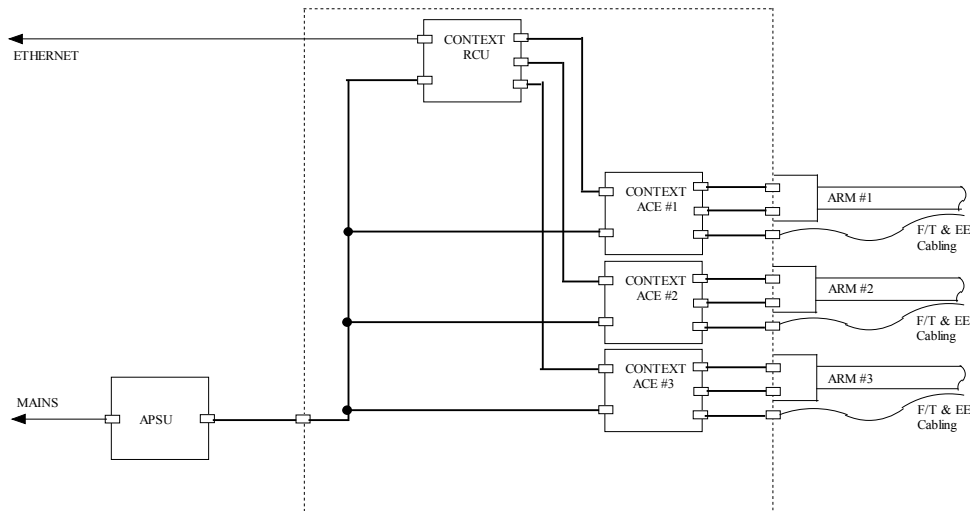 CONTEXT
RCU
ETHERNET
CONTEXT
ACE #1
ARM #1
F/T & EE
Cabling
CONTEXT
ACE #2
ARM #2
F/T & EE
Cabling
CONTEXT
ACE #3
ARM #3
F/T & EE
Cabling
MAINS
APSU